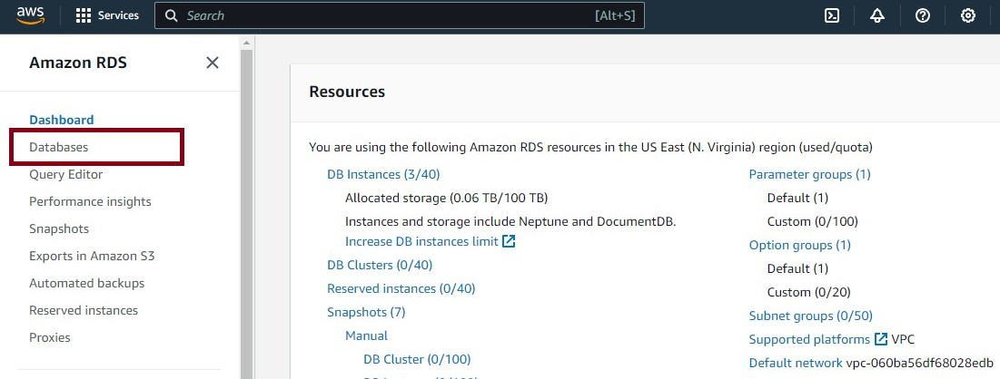 aws Services Search [Alt+S]
Amazon RDS
Dashboard
Databases
Query Editor
Performance insights
Snapshots
Exports in Amazon S3
Automated backups
Reserved instances
Proxies
Resources
You are using the following Amazon RDS resources in the US East (N. Virginia) region (used/quota)
DB Instances (3/40)
Allocated storage (0.06 TB/100 TB)
Instances and storage include Neptune and DocumentDB.
Increase DB instances limit
DB Clusters (0/40)
Reserved instances (0/40)
Snapshots (7)
Manual
DB Cluster (0/100)
Parameter groups (1)
Default (1)
Custom (0/100)
Option groups (1)
Default (1)
Custom (0/20)
Subnet groups (0/50)
Supported platforms VPC
Default network vpc-060ba56df68028edb